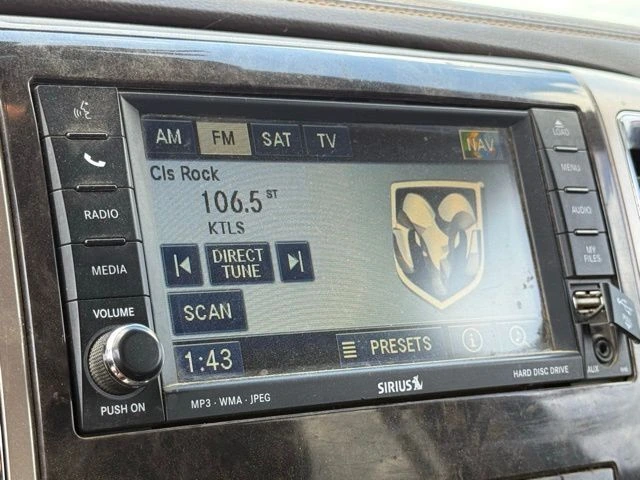 AM FM SAT TV NAV
Cls Rock
106.5 ST
KTLS
DIRECT
TUNE
SCAN
1:43
PRESETS
RADIO
MEDIA
VOLUME
PUSH ON
MP3 · WMA · JPEG
SIRIUS
HARD DISC DRIVE
LOAD
MENU
AUDIO
MY
FILES
AUX